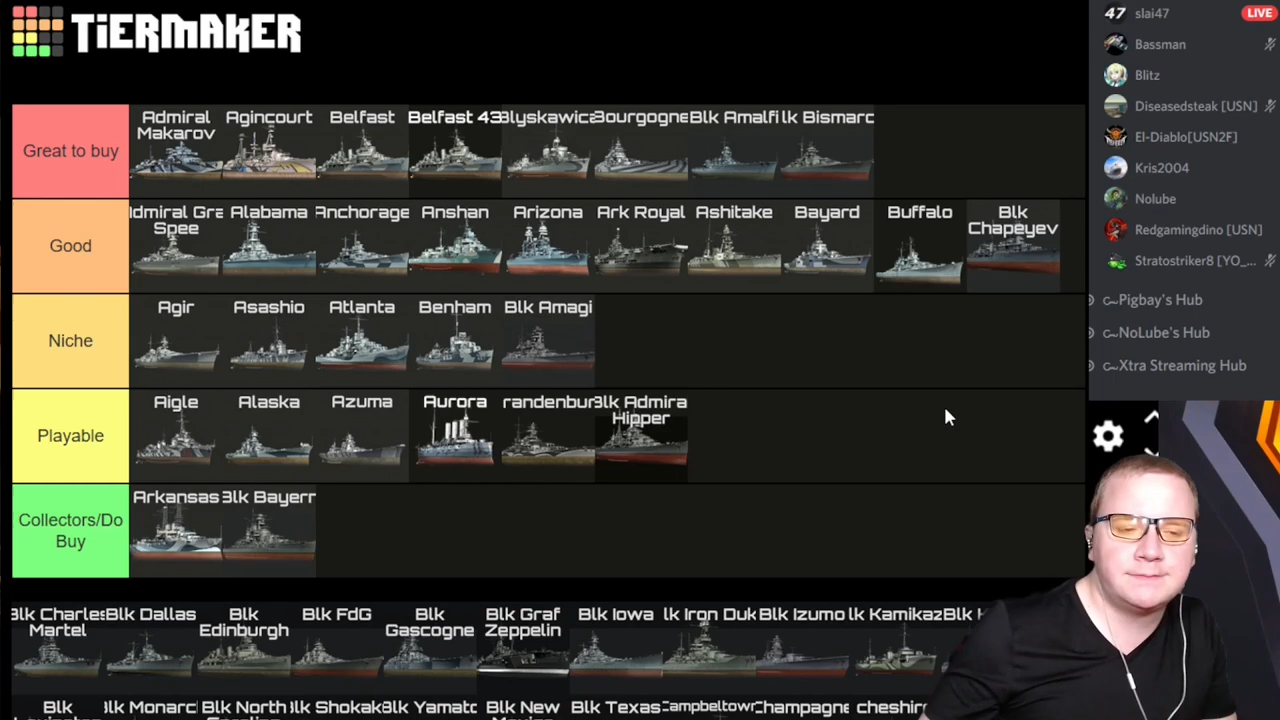 TiERMAKER
Great to buy
Admiral Makarov
Agincourt
Belfast
Belfast 43
Blyskawica
Bourgogne
Blk Amalfi
lk Bismarc
Good
dmiral Gra Spee
Alabama
Anchorage
Anshan
Arizona
Ark Royal
Ashitake
Bayard
Buffalo
Blk Chapeyev
Niche
Agir
Asashio
Atlanta
Benham
Blk Amagi
Playable
Aigle
Alaska
Azuma
Aurora
randenbur
Blk Admira Hipper
Collectors/Do Buy
Arkansas
Blk Bayern
Blk Charles Martel
Blk Dallas
Blk Edinburgh
Blk FdG
Blk Gascogne
Blk Graf Zeppelin
Blk Iowa
lk Iron Duk
Blk Izumo
lk Kamikaz
Blk
Blk
lk Monarc
Blk North
lk Shokak
Blk Yamato
Blk New
Blk Texas
Campbeltown
Champagne
cheshir
47 slai47 LIVE
Bassman
Blitz
Diseasedsteak [USN]
El-Diablo[USN2F]
Kris2004
Nolube
Redgamingdino [USN]
Stratostriker8 [YO_...
Pigbay's Hub
NoLube's Hub
Xtra Streaming Hub